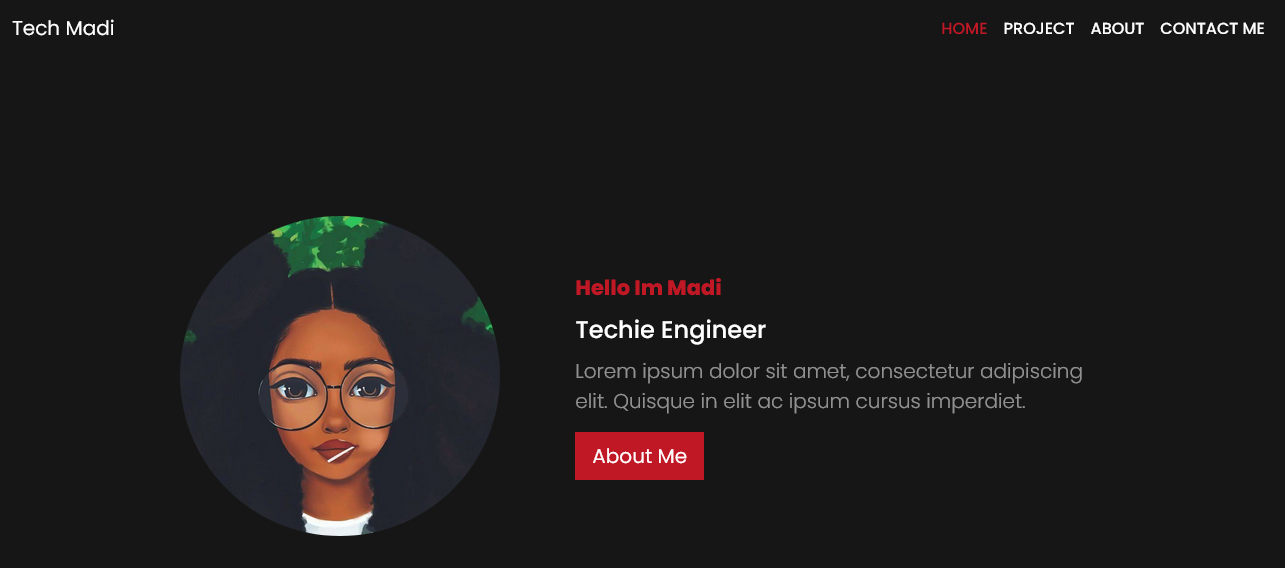 Tech Madi
HOME PROJECT ABOUT CONTACT ME
Hello Im Madi
Techie Engineer
Lorem ipsum dolor sit amet, consectetur adipiscing
elit. Quisque in elit ac ipsum cursus imperdiet.
About Me